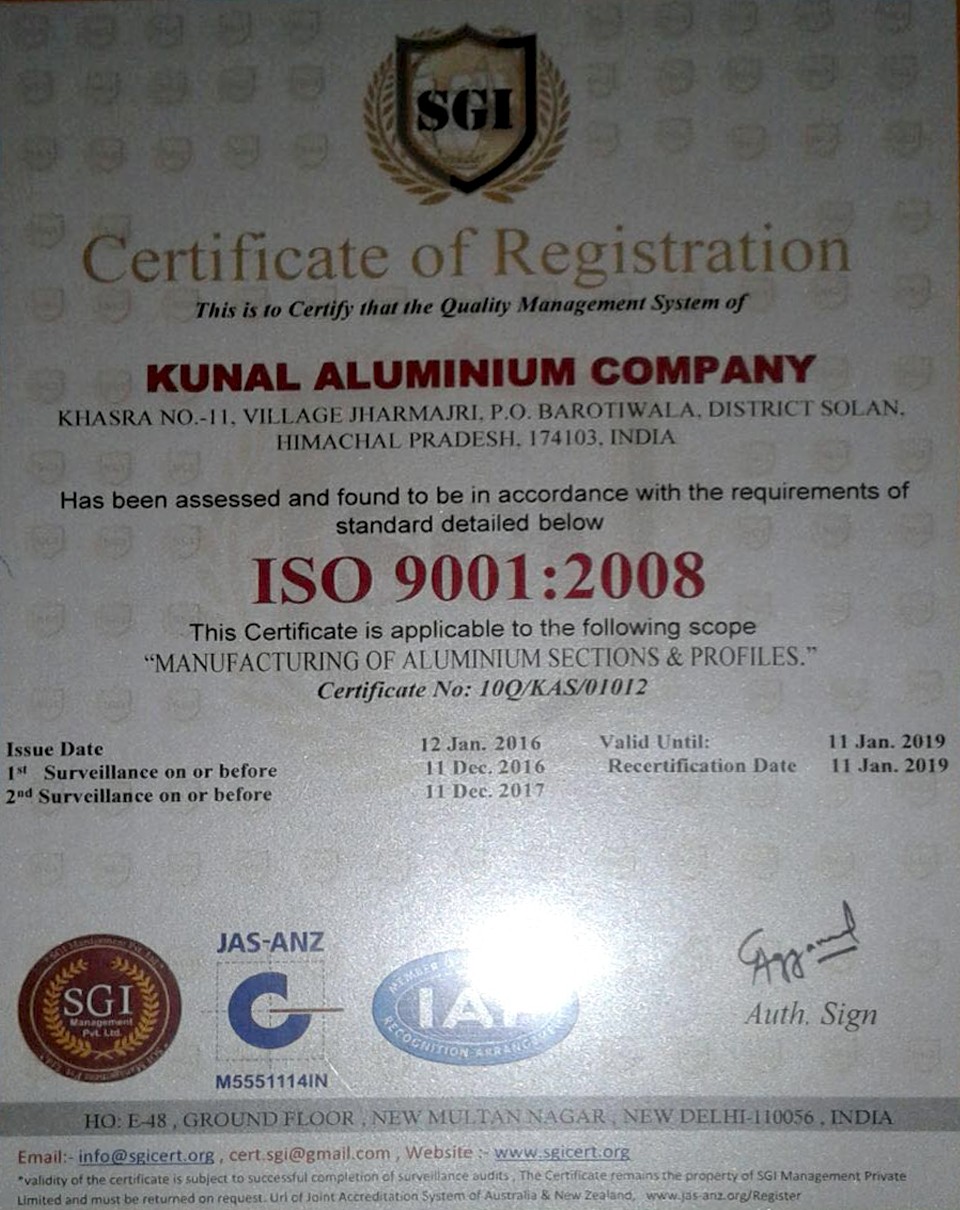 SGI
Certificate of Registration
This is to Certify that the Quality Management System of
KUNAL ALUMINIUM COMPANY
KHASRA NO.-11, VILLAGE JHARMAJRI, P.O. BAROTIWALA, DISTRICT SOLAN,
HIMACHAL PRADESH, 174103, INDIA
Has been assessed and found to be in accordance with the requirements of
standard detailed below
ISO 9001:2008
This Certificate is applicable to the following scope
“MANUFACTURING OF ALUMINIUM SECTIONS & PROFILES.”
Certificate No: 10Q/KAS/01012
Issue Date 12 Jan. 2016 Valid Until: 11 Jan. 2019
1st Surveillance on or before 11 Dec. 2016 Recertification Date 11 Jan. 2019
2nd Surveillance on or before 11 Dec. 2017
SGI
Management
Pvt. Ltd.
JAS-ANZ
M5551114IN
MEMBER
IAF
RECOGNITION
Aggarwal
Auth. Sign
HO: E-48 , GROUND FLOOR , NEW MULTAN NAGAR , NEW DELHI-110056 , INDIA
Email:- info@sgicert.org , cert.sgi@gmail.com , Website :- www.sgicert.org
*validity of the certificate is subject to successful completion of surveillance audits , The Certificate remains the property of SGI Management Private
Limited and must be returned on request. Url of Joint Accreditation System of Australia & New Zealand, www.jas-anz.org/Register